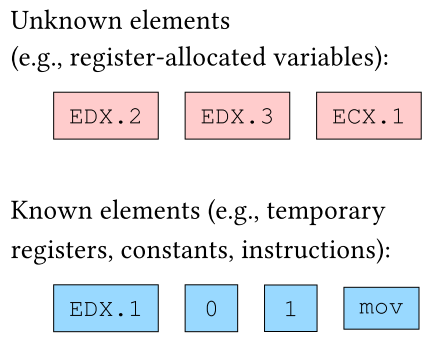 Unknown elements
(e.g., register-allocated variables):
EDX.2 EDX.3 ECX.1
Known elements (e.g., temporary
registers, constants, instructions):
EDX.1 0 1 mov